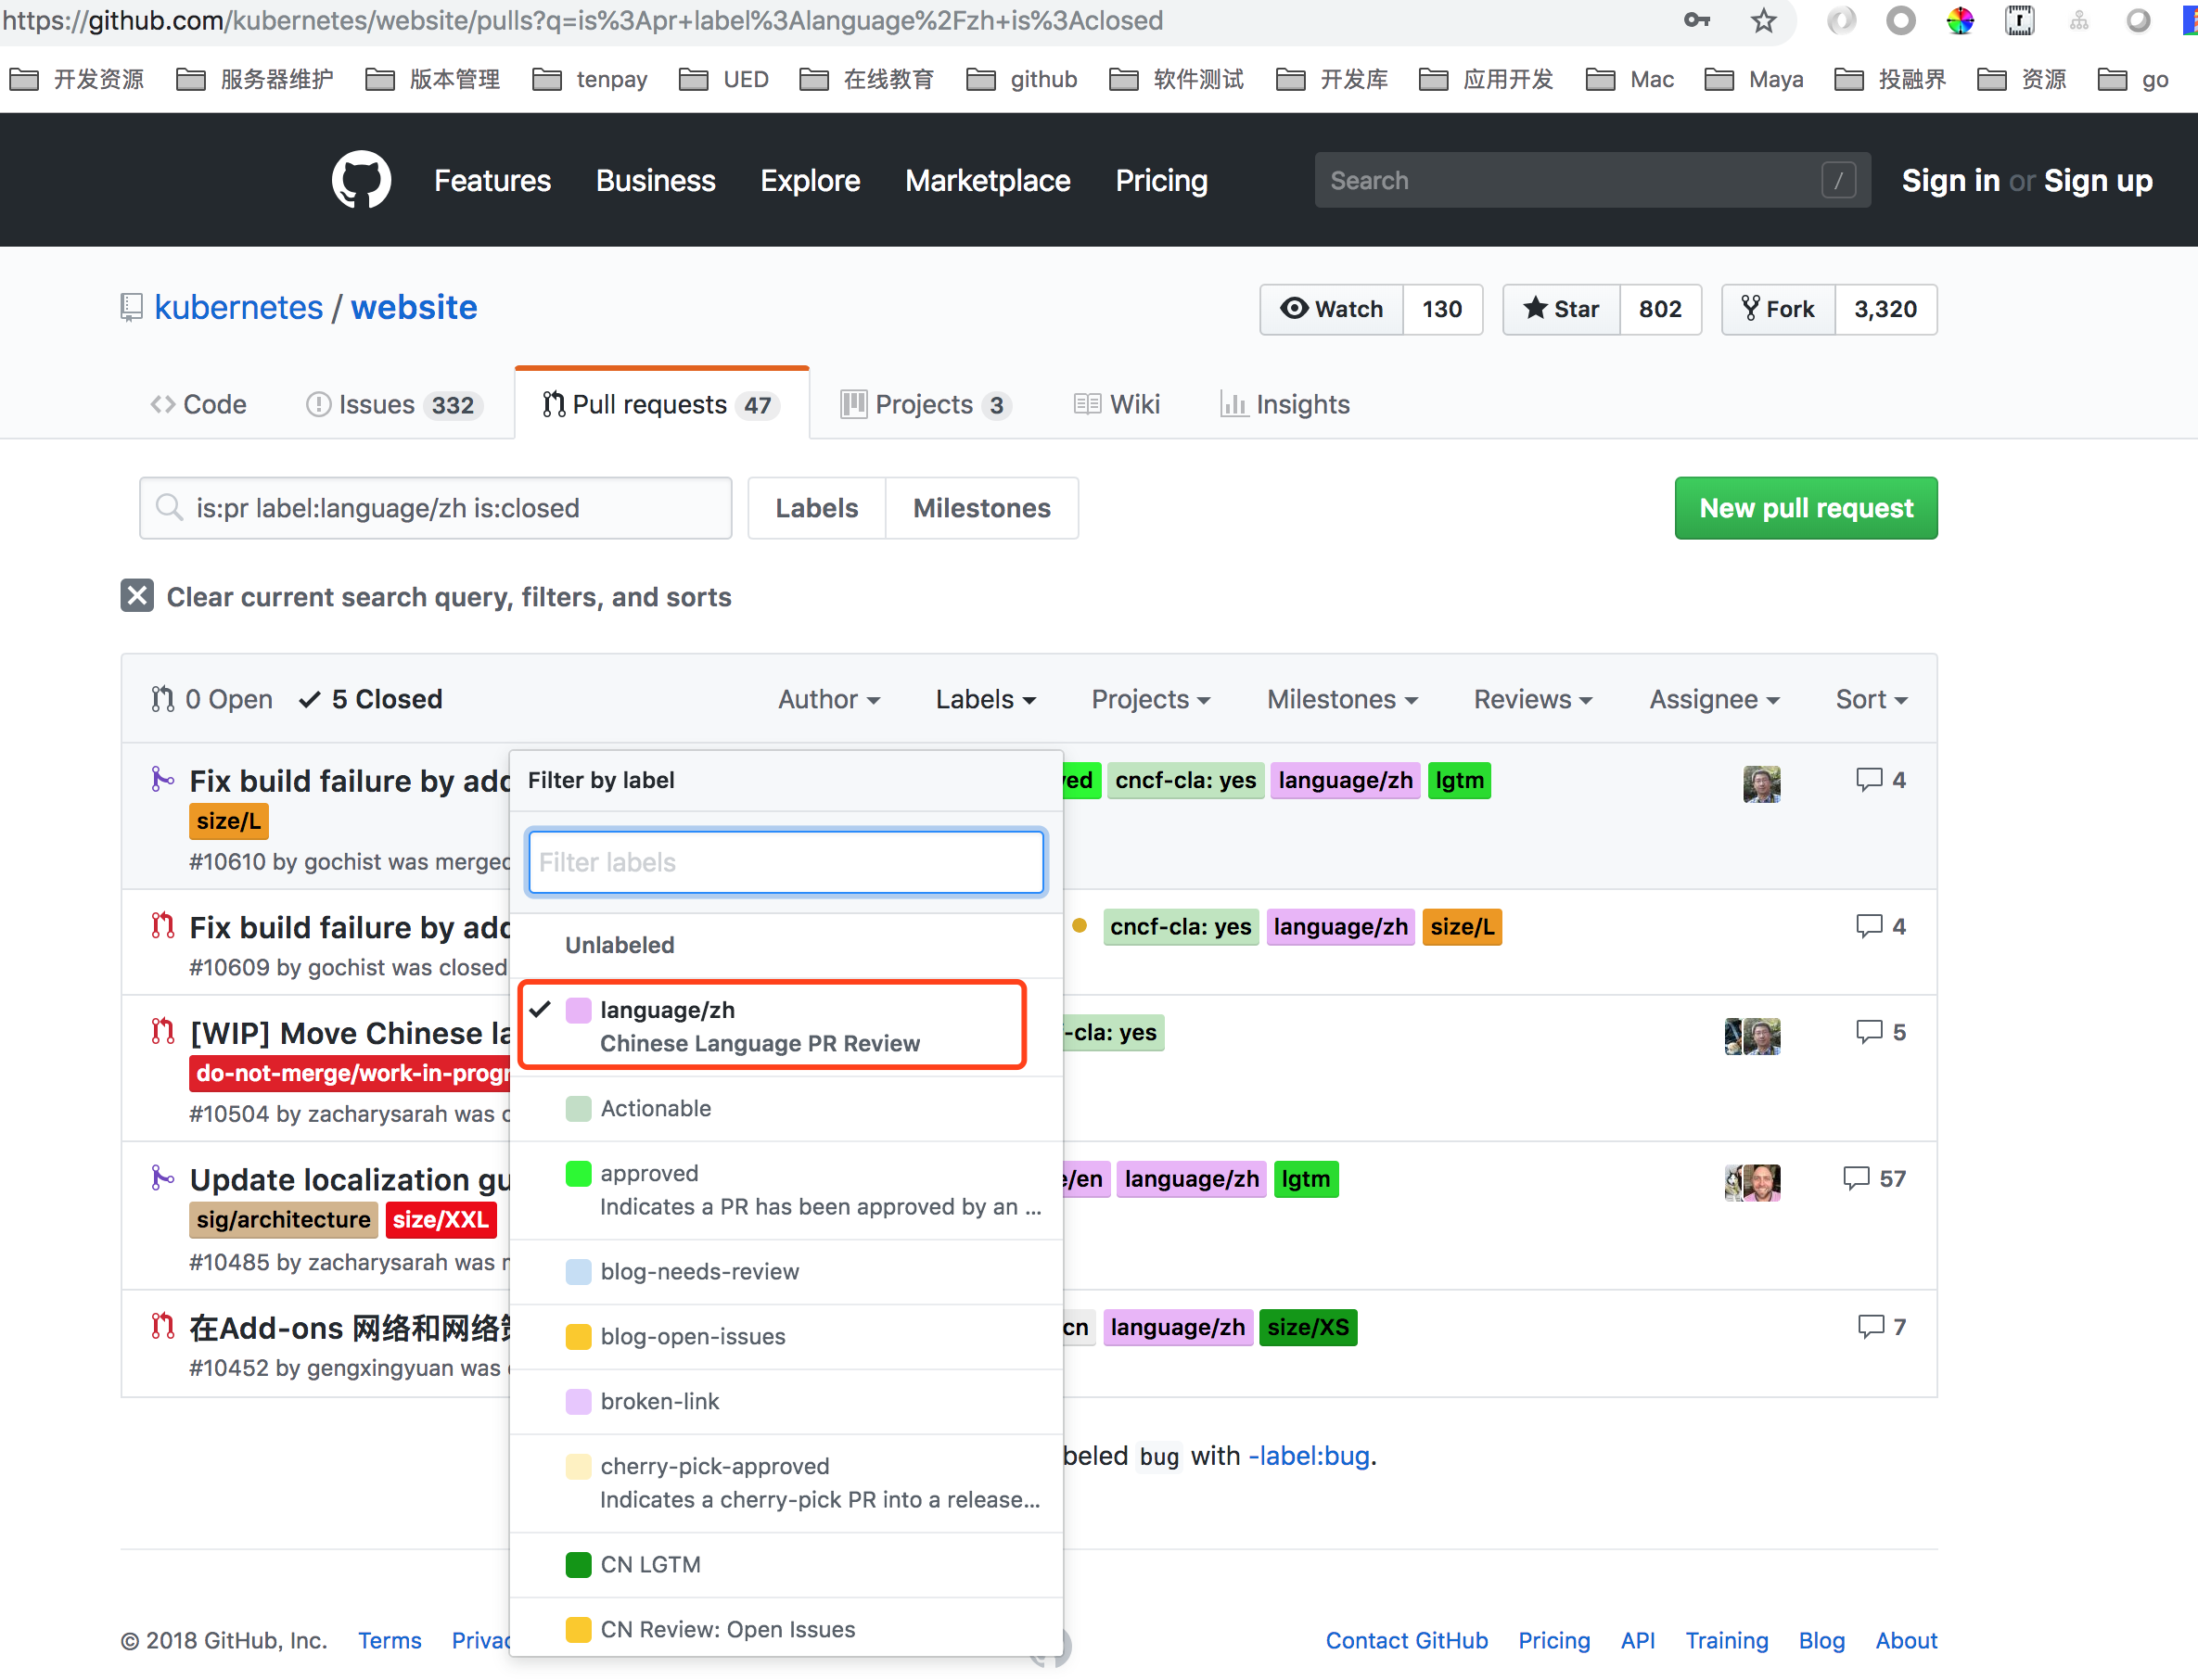 https://github.com/kubernetes/website/pulls?q=is%3Apr+label%3Alanguage%2Fzh+is%3Aclosed
开发资源 服务器维护 版本管理 tenpay UED 在线教育 github 软件测试 开发库 应用开发 Mac Maya 投融界 资源 go
Features Business Explore Marketplace Pricing Search / Sign in or Sign up
kubernetes / website Watch 130 Star 802 Fork 3,320
Code Issues 332 Pull requests 47 Projects 3 Wiki Insights
is:pr label:language/zh is:closed Labels Milestones New pull request
Clear current search query, filters, and sorts
0 Open 5 Closed Author Labels Projects Milestones Reviews Assignee Sort
Fix build failure by add ed cncf-cla: yes language/zh lgtm 4
size/L
#10610 by gochist was merged
Fix build failure by add cncf-cla: yes language/zh size/L 4
#10609 by gochist was closed
[WIP] Move Chinese la -cla: yes 5
do-not-merge/work-in-progr
#10504 by zacharysarah was c
Update localization gu /en language/zh lgtm 57
sig/architecture size/XXL
#10485 by zacharysarah was
在Add-ons 网络和网络 cn language/zh size/XS 7
#10452 by gengxingyuan was
Filter by label
Filter labels
Unlabeled
language/zh
Chinese Language PR Review
Actionable
approved
Indicates a PR has been approved by an ...
blog-needs-review
blog-open-issues
broken-link
cherry-pick-approved
Indicates a cherry-pick PR into a release...
CN LGTM
CN Review: Open Issues
beled bug with -label:bug.
© 2018 GitHub, Inc. Terms Privac Contact GitHub Pricing API Training Blog About